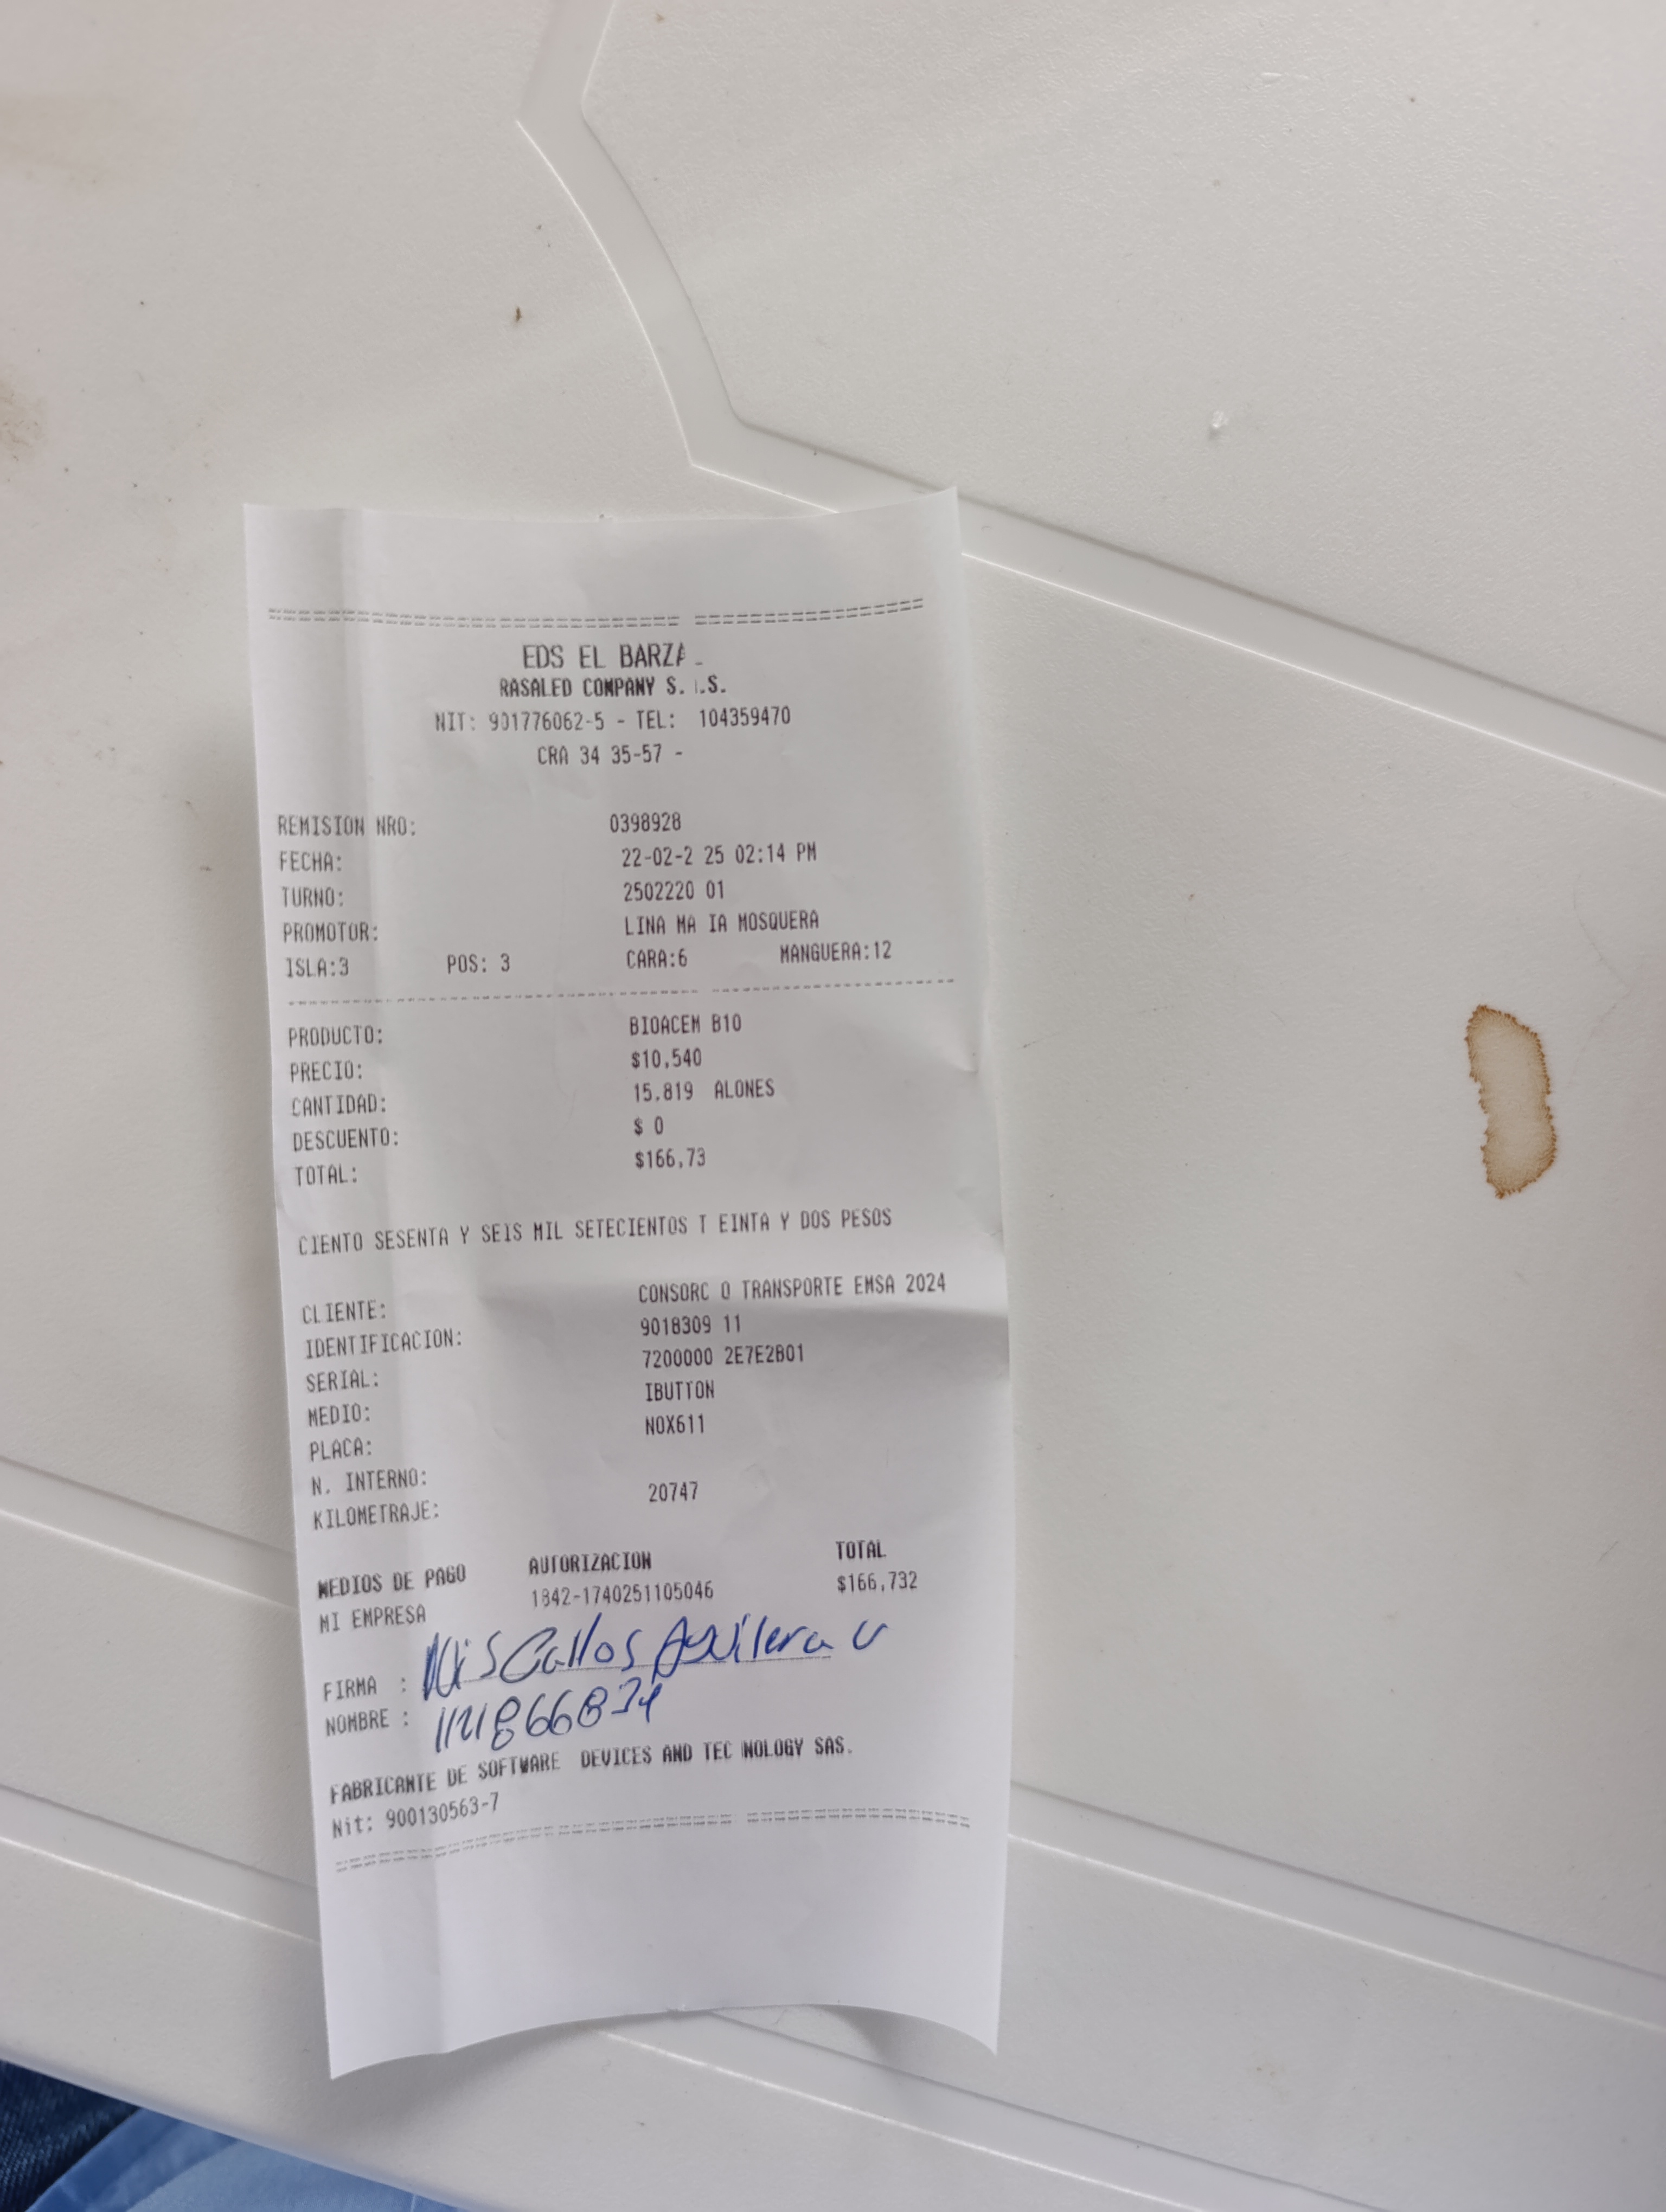 EDS EL BARZA
RASALED COMPANY S. .S.
NIT: 901776062-5 - TEL: 104359470
CRA 34 35-57 -
REMISION NRO: 0398928
FECHA: 22-02-2 25 02:14 PM
TURNO: 2502220 01
PROMOTOR: LINA MA IA MOSQUERA
ISLA:3 POS: 3 CARA:6 MANGUERA:12
PRODUCTO: BIOACEM B10
PRECIO: $10,540
CANTIDAD: 15.819 ALONES
DESCUENTO: $ 0
TOTAL: $166,73
CIENTO SESENTA Y SEIS MIL SETECIENTOS T EINTA Y DOS PESOS
CLIENTE: CONSORC O TRANSPORTE EMSA 2024
IDENTIFICACION: 9018309 11
SERIAL: 7200000 2E7E2B01
MEDIO: IBUTTON
PLACA: NOX611
N. INTERNO:
KILOMETRAJE: 20747
MEDIOS DE PAGO AUTORIZACION TOTAL
MI EMPRESA 1842-1740251105046 $166,732
FIRMA : Aguilera
NOMBRE :
FABRICANTE DE SOFTWARE DEVICES AND TEC NOLOGY SAS.
Nit: 900130563-7